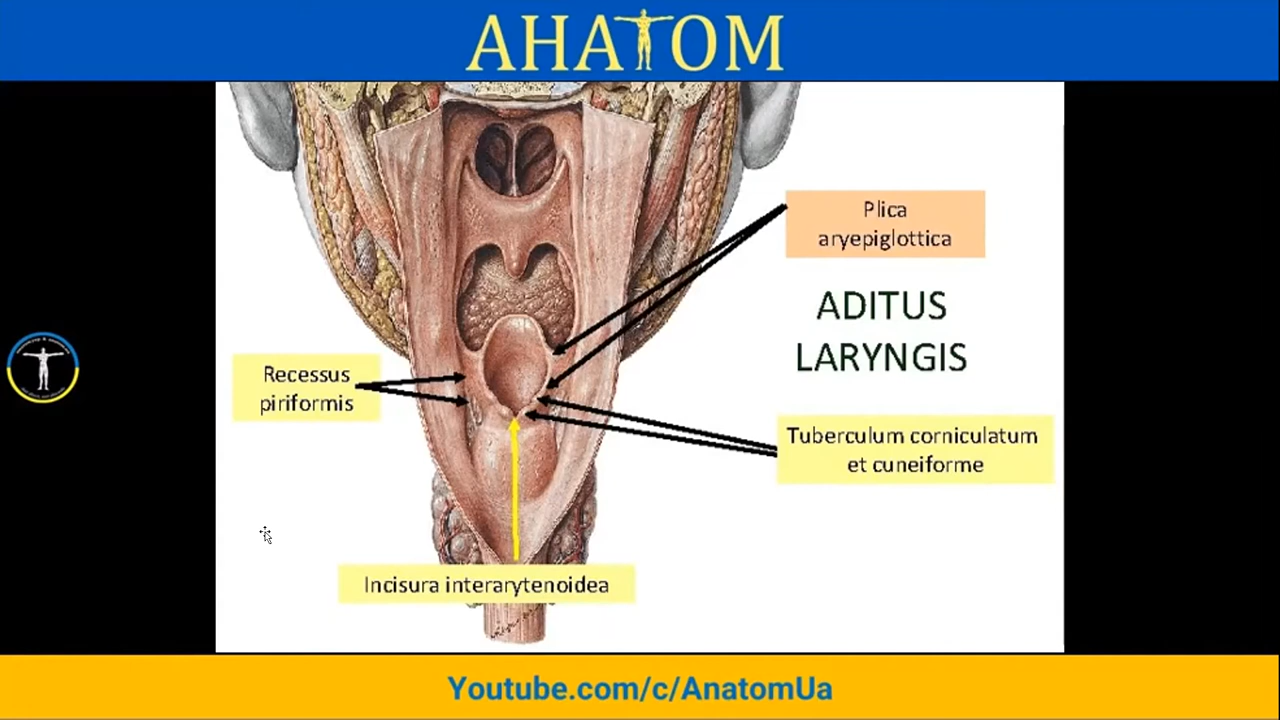 АНАТОМ
Plica
aryepiglottica
ADITUS
LARYNGIS
Recessus
piriformis
Tuberculum corniculatum
et cuneiforme
Incisura interarytenoidea
Youtube.com/c/AnatomUa